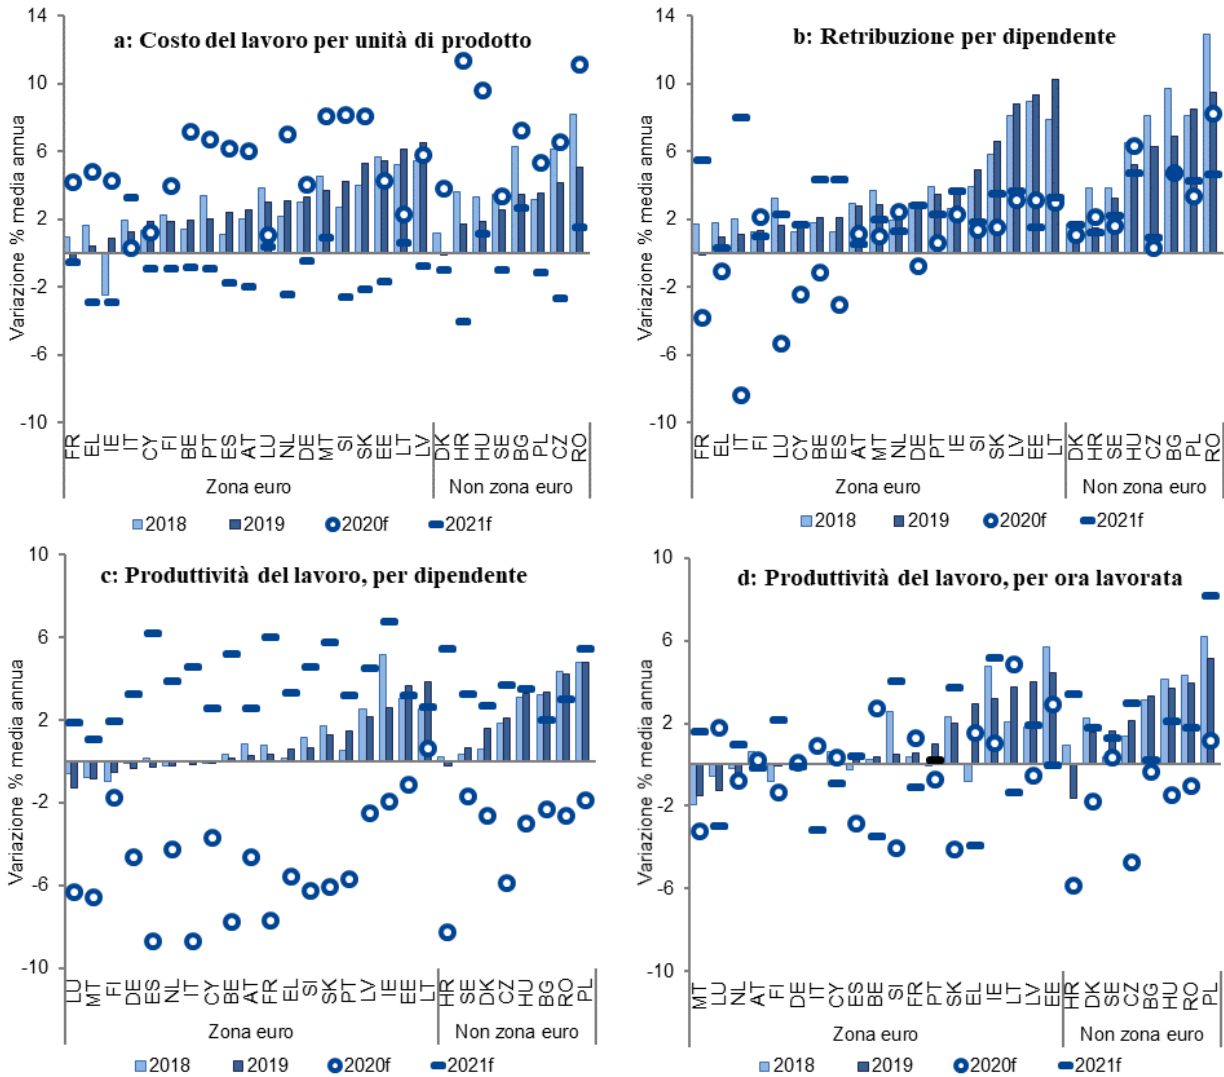 a: Costo del lavoro per unità di prodotto
Variazione % media annua
14
10
6
2
-2
-6
-10
FR EL IE IT CY FI BE PT ES AT LU NL DE MT SI SK EE LT LV DK HR HU SE BG PL CZ RO
Zona euro Non zona euro
2018 2019 2020f 2021f
b: Retribuzione per dipendente
Variazione % media annua
14
10
6
2
-2
-6
-10
FR EL IT FI LU CY BE ES AT MT NL DE PT IE SI SK LV EE LT DK HR SE HU CZ BG PL RO
Zona euro Non zona euro
2018 2019 2020f 2021f
c: Produttività del lavoro, per dipendente
Variazione % media annua
10
6
2
-2
-6
-10
LU MT FI DE ES NL IT CY BE AT FR EL SI SK PT LV IE EE LT HR SE DK CZ HU BG RO PL
Zona euro Non zona euro
2018 2019 2020f 2021f
d: Produttività del lavoro, per ora lavorata
Variazione % media annua
10
6
2
-2
-6
-10
MT LU NL AT FI DE IT CY ES BE SI FR PT SK EL IE LT LV EE HR DK SE CZ BG HU RO PL
Zona euro Non zona euro
2018 2019 2020f 2021f